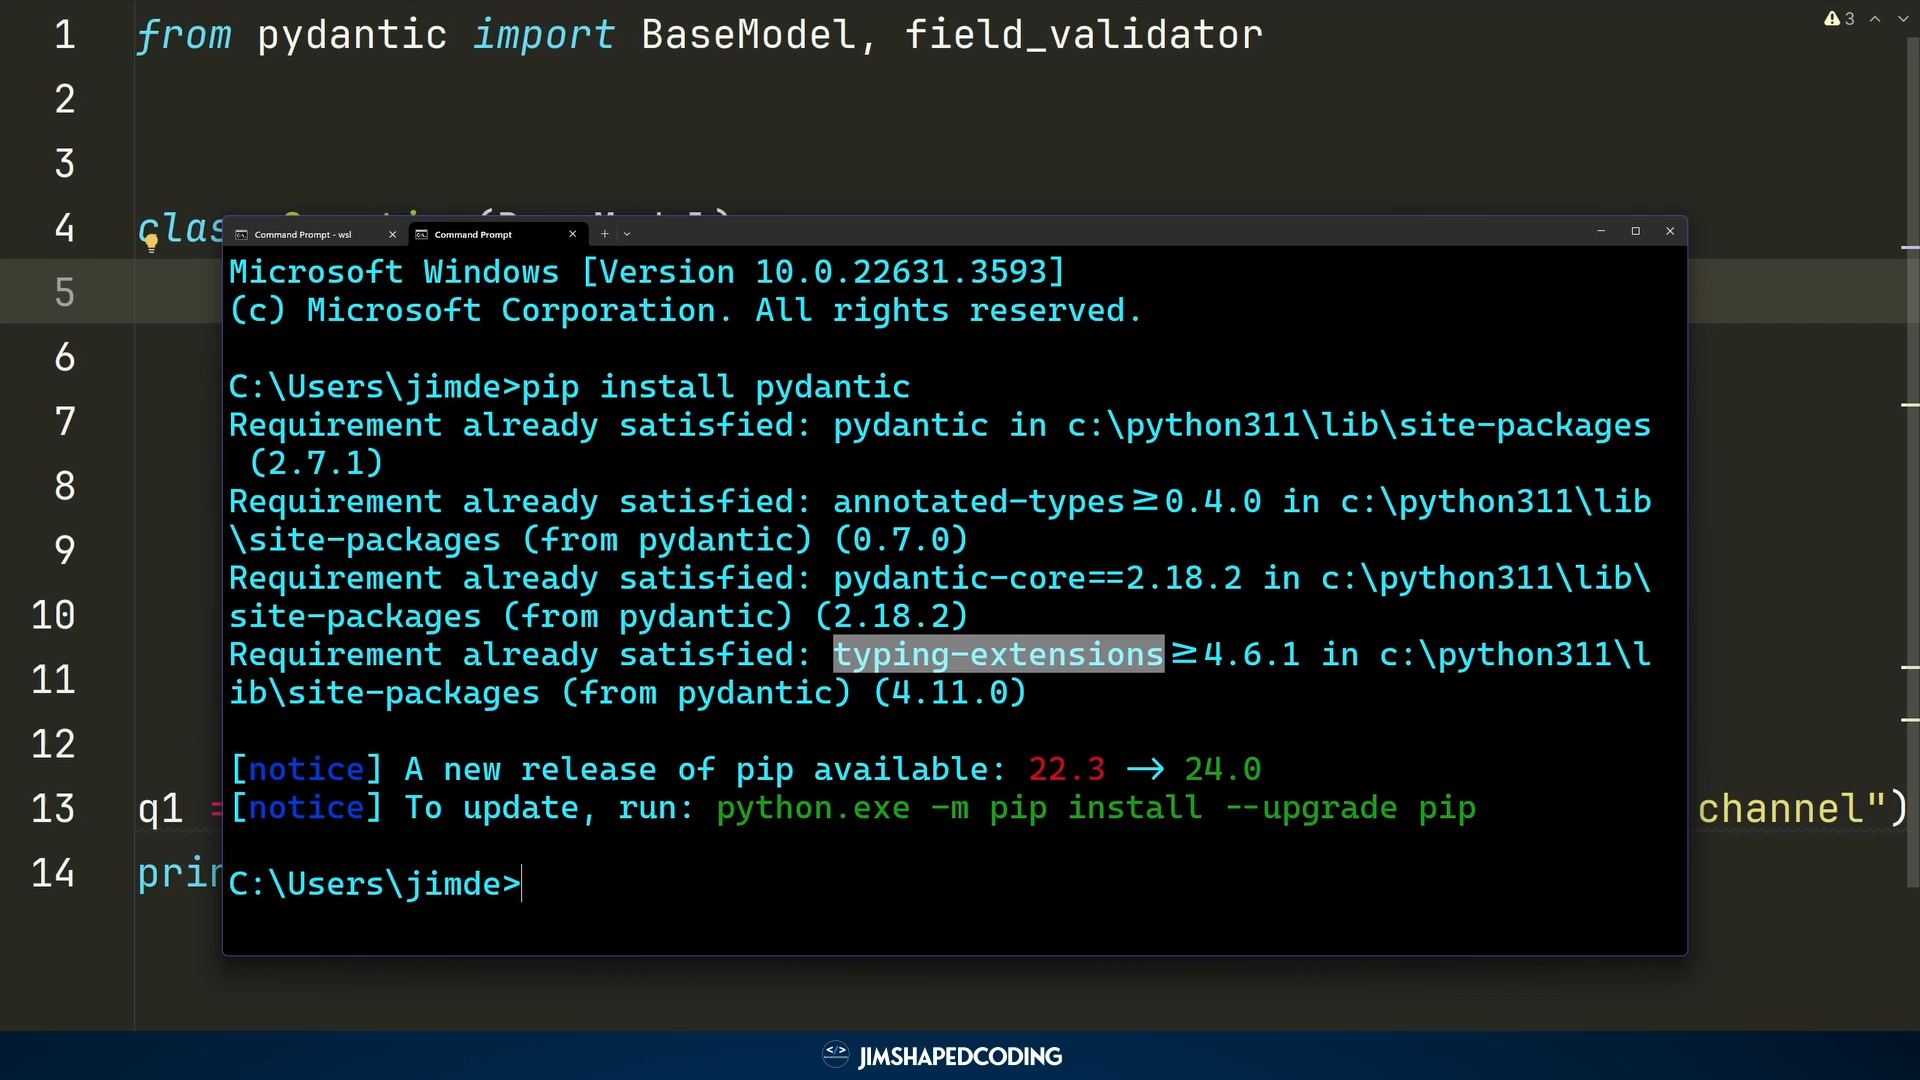 1 from pydantic import BaseModel, field_validator
3
2
3
4 clas
Command Prompt - wsl
Command Prompt
5
6
7
8
9
10
11
12
13 q1 = channel")
14 prin
Microsoft Windows [Version 10.0.22631.3593]
(c) Microsoft Corporation. All rights reserved.
C:\Users\jimde>pip install pydantic
Requirement already satisfied: pydantic in c:\python311\lib\site-packages
(2.7.1)
Requirement already satisfied: annotated-types≥0.4.0 in c:\python311\lib
\site-packages (from pydantic) (0.7.0)
Requirement already satisfied: pydantic-core==2.18.2 in c:\python311\lib\
site-packages (from pydantic) (2.18.2)
Requirement already satisfied: typing-extensions≥4.6.1 in c:\python311\l
ib\site-packages (from pydantic) (4.11.0)
[notice] A new release of pip available: 22.3 → 24.0
[notice] To update, run: python.exe -m pip install --upgrade pip
C:\Users\jimde>
</> JIMSHAPEDCODING